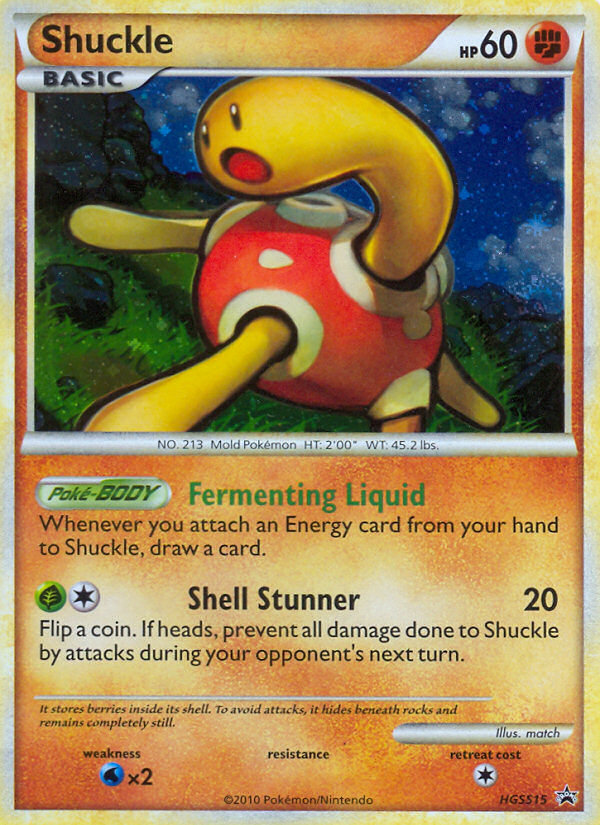 Shuckle
HP60
BASIC
NO. 213 Mold Pokémon HT: 2'00" WT: 45.2 lbs.
Poké-BODY Fermenting Liquid
Whenever you attach an Energy card from your hand
to Shuckle, draw a card.
Shell Stunner 20
Flip a coin. If heads, prevent all damage done to Shuckle
by attacks during your opponent's next turn.
It stores berries inside its shell. To avoid attacks, it hides beneath rocks and
remains completely still.
Illus. match
weakness resistance retreat cost
×2
©2010 Pokémon/Nintendo HGSS15